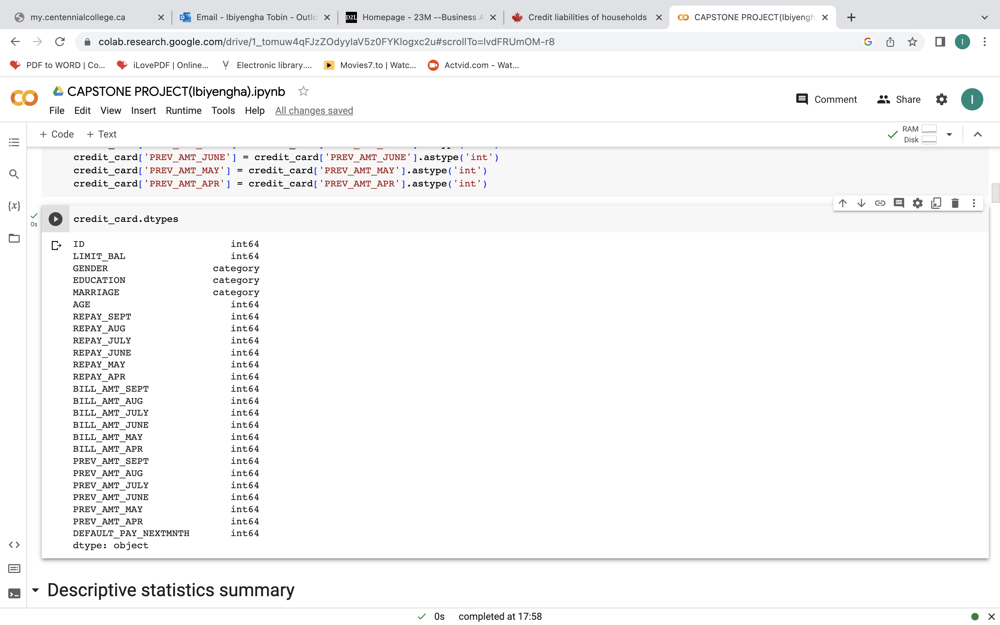 my.centennialcollege.ca
Email - Ibiyengha Tobin - Outlo
D2L Homepage - 23M --Business A
Credit liabilities of households
CAPSTONE PROJECT(Ibiyengh
colab.research.google.com/drive/1_tomuw4qFJzZOdyylaV5z0FYKlogxc2u#scrollTo=lvdFRUmOM-r8
I
PDF to WORD | Co...
iLovePDF | Online...
Electronic library....
Movies7.to | Watc...
Actvid.com - Wat...
CAPSTONE PROJECT(Ibiyengha).ipynb
File Edit View Insert Runtime Tools Help All changes saved
Comment
Share
I
+ Code + Text
RAM
Disk
credit_card['PREV_AMT_JUNE'] = credit_card['PREV_AMT_JUNE'].astype('int')
credit_card['PREV_AMT_MAY'] = credit_card['PREV_AMT_MAY'].astype('int')
credit_card['PREV_AMT_APR'] = credit_card['PREV_AMT_APR'].astype('int')
{x}
0s
credit_card.dtypes
ID int64
LIMIT_BAL int64
GENDER category
EDUCATION category
MARRIAGE category
AGE int64
REPAY_SEPT int64
REPAY_AUG int64
REPAY_JULY int64
REPAY_JUNE int64
REPAY_MAY int64
REPAY_APR int64
BILL_AMT_SEPT int64
BILL_AMT_AUG int64
BILL_AMT_JULY int64
BILL_AMT_JUNE int64
BILL_AMT_MAY int64
BILL_AMT_APR int64
PREV_AMT_SEPT int64
PREV_AMT_AUG int64
PREV_AMT_JULY int64
PREV_AMT_JUNE int64
PREV_AMT_MAY int64
PREV_AMT_APR int64
DEFAULT_PAY_NEXTMNTH int64
dtype: object
Descriptive statistics summary
0s completed at 17:58